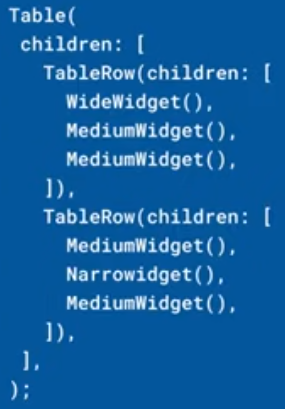 Table(
 children: [
   TableRow(children: [
     WideWidget(),
     MediumWidget(),
     MediumWidget(),
   ]),
   TableRow(children: [
     MediumWidget(),
     Narrowidget(),
     MediumWidget(),
   ]),
 ],
);